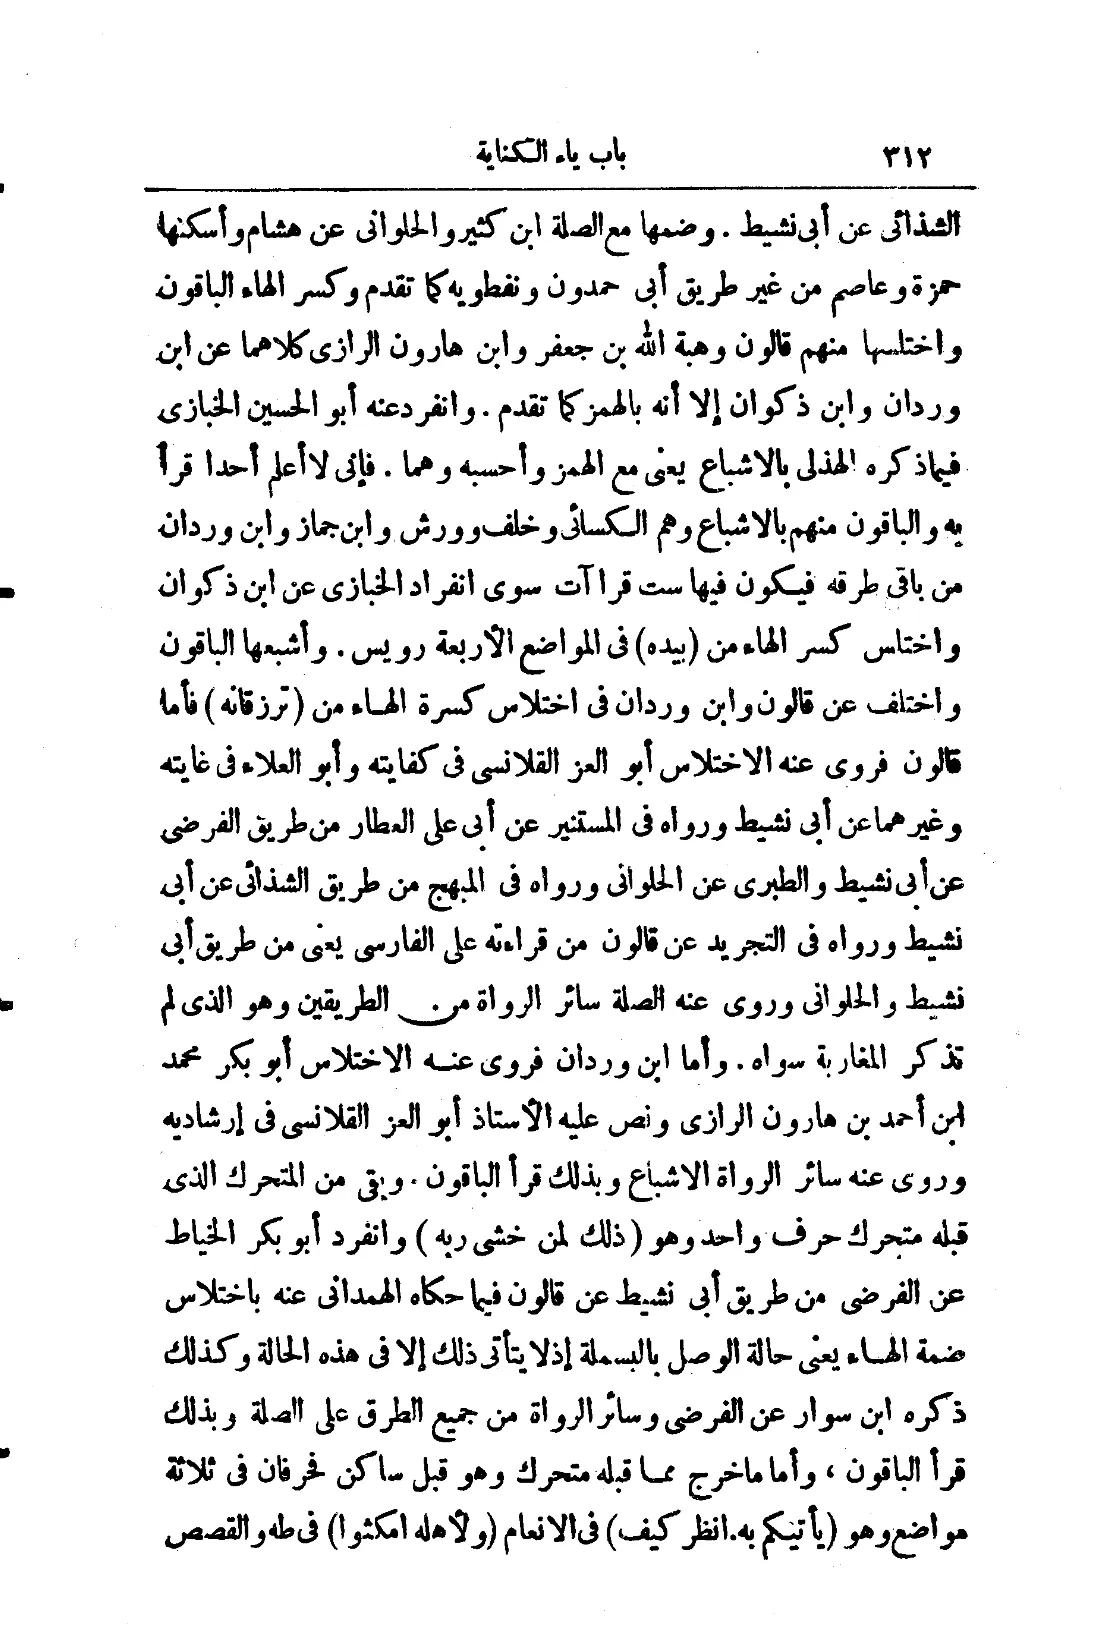 ٣١٢ باب ياء الكناية
الشذائى عن أبى نشيط . وضمها مع الصلة ابن كثير والحلوانى عن هشام وأسكنها
حمزة وعاصم من غير طريق أبى حمدون ونفطويه كما تقدم وكسر الهاء الباقون
واختلسها منهم قالون وهبة الله بن جعفر وابن هارون الرازى كلاهما عن ابن
وردان وابن ذكوان إلا أنه بالهمز كما تقدم . وانفرد عنه أبو الحسين الخبازى
فيما ذكره الهذلى بالاشباع يعنى مع الهمز وأحسبه وهما . فإنى لا أعلم أحدا قرأ
به والباقون منهم بالاشباع وهم الكسائى وخلف وورش وابن جماز وابن وردان
من باقى طرقه فيكون فيها ست قراآت سوى انفراد الخبازى عن ابن ذكوان
واختلس كسر الهاء من (بيده) فى المواضع الأربعة رويس . وأشبعها الباقون
واختلف عن قالون وابن وردان فى اختلاس كسرة الهاء من (ترزقانه) فأما
قالون فروى عنه الاختلاس أبو العز القلانسى فى كفايته وأبو العلاء فى غايته
وغيرهما عن أبى نشيط ورواه فى المستنير عن أبى على العطار من طريق الفرضى
عن أبى نشيط والطبرى عن الحلوانى ورواه فى المبهج من طريق الشذائى عن أبى
نشيط ورواه فى التجريد عن قالون من قراءته على الفارسى يعنى من طريق أبى
نشيط والحلوانى وروى عنه الصلة سائر الرواة من الطريقين وهو الذى لم
تذكر المغاربة سواه . وأما ابن وردان فروى عنه الاختلاس أبو بكر محمد
ابن أحمد بن هارون الرازى ونص عليه الأستاذ أبو العز القلانسى فى إرشاديه
وروى عنه سائر الرواة الاشباع وبذلك قرأ الباقون . وبقى من المتحرك الذى
قبله متحرك حرف واحد وهو (ذلك لمن خشى ربه) وانفرد أبو بكر الخياط
عن الفرضى من طريق أبى نشيط عن قالون فيما حكاه الهمدانى عنه باختلاس
ضمة الهاء يعنى حالة الوصل بالبسملة إذ لا يتأتى ذلك إلا فى هذه الحالة وكذلك
ذكره ابن سوار عن الفرضى وسائر الرواة من جميع الطرق على الصلة وبذلك
قرأ الباقون ، وأما ما خرج مما قبله متحرك وهو قبل ساكن فحرفان فى ثلاثة
مواضع وهو (يأتيكم به . انظر كيف) فى الانعام (ولأهله امكثوا) فى طه والقصص